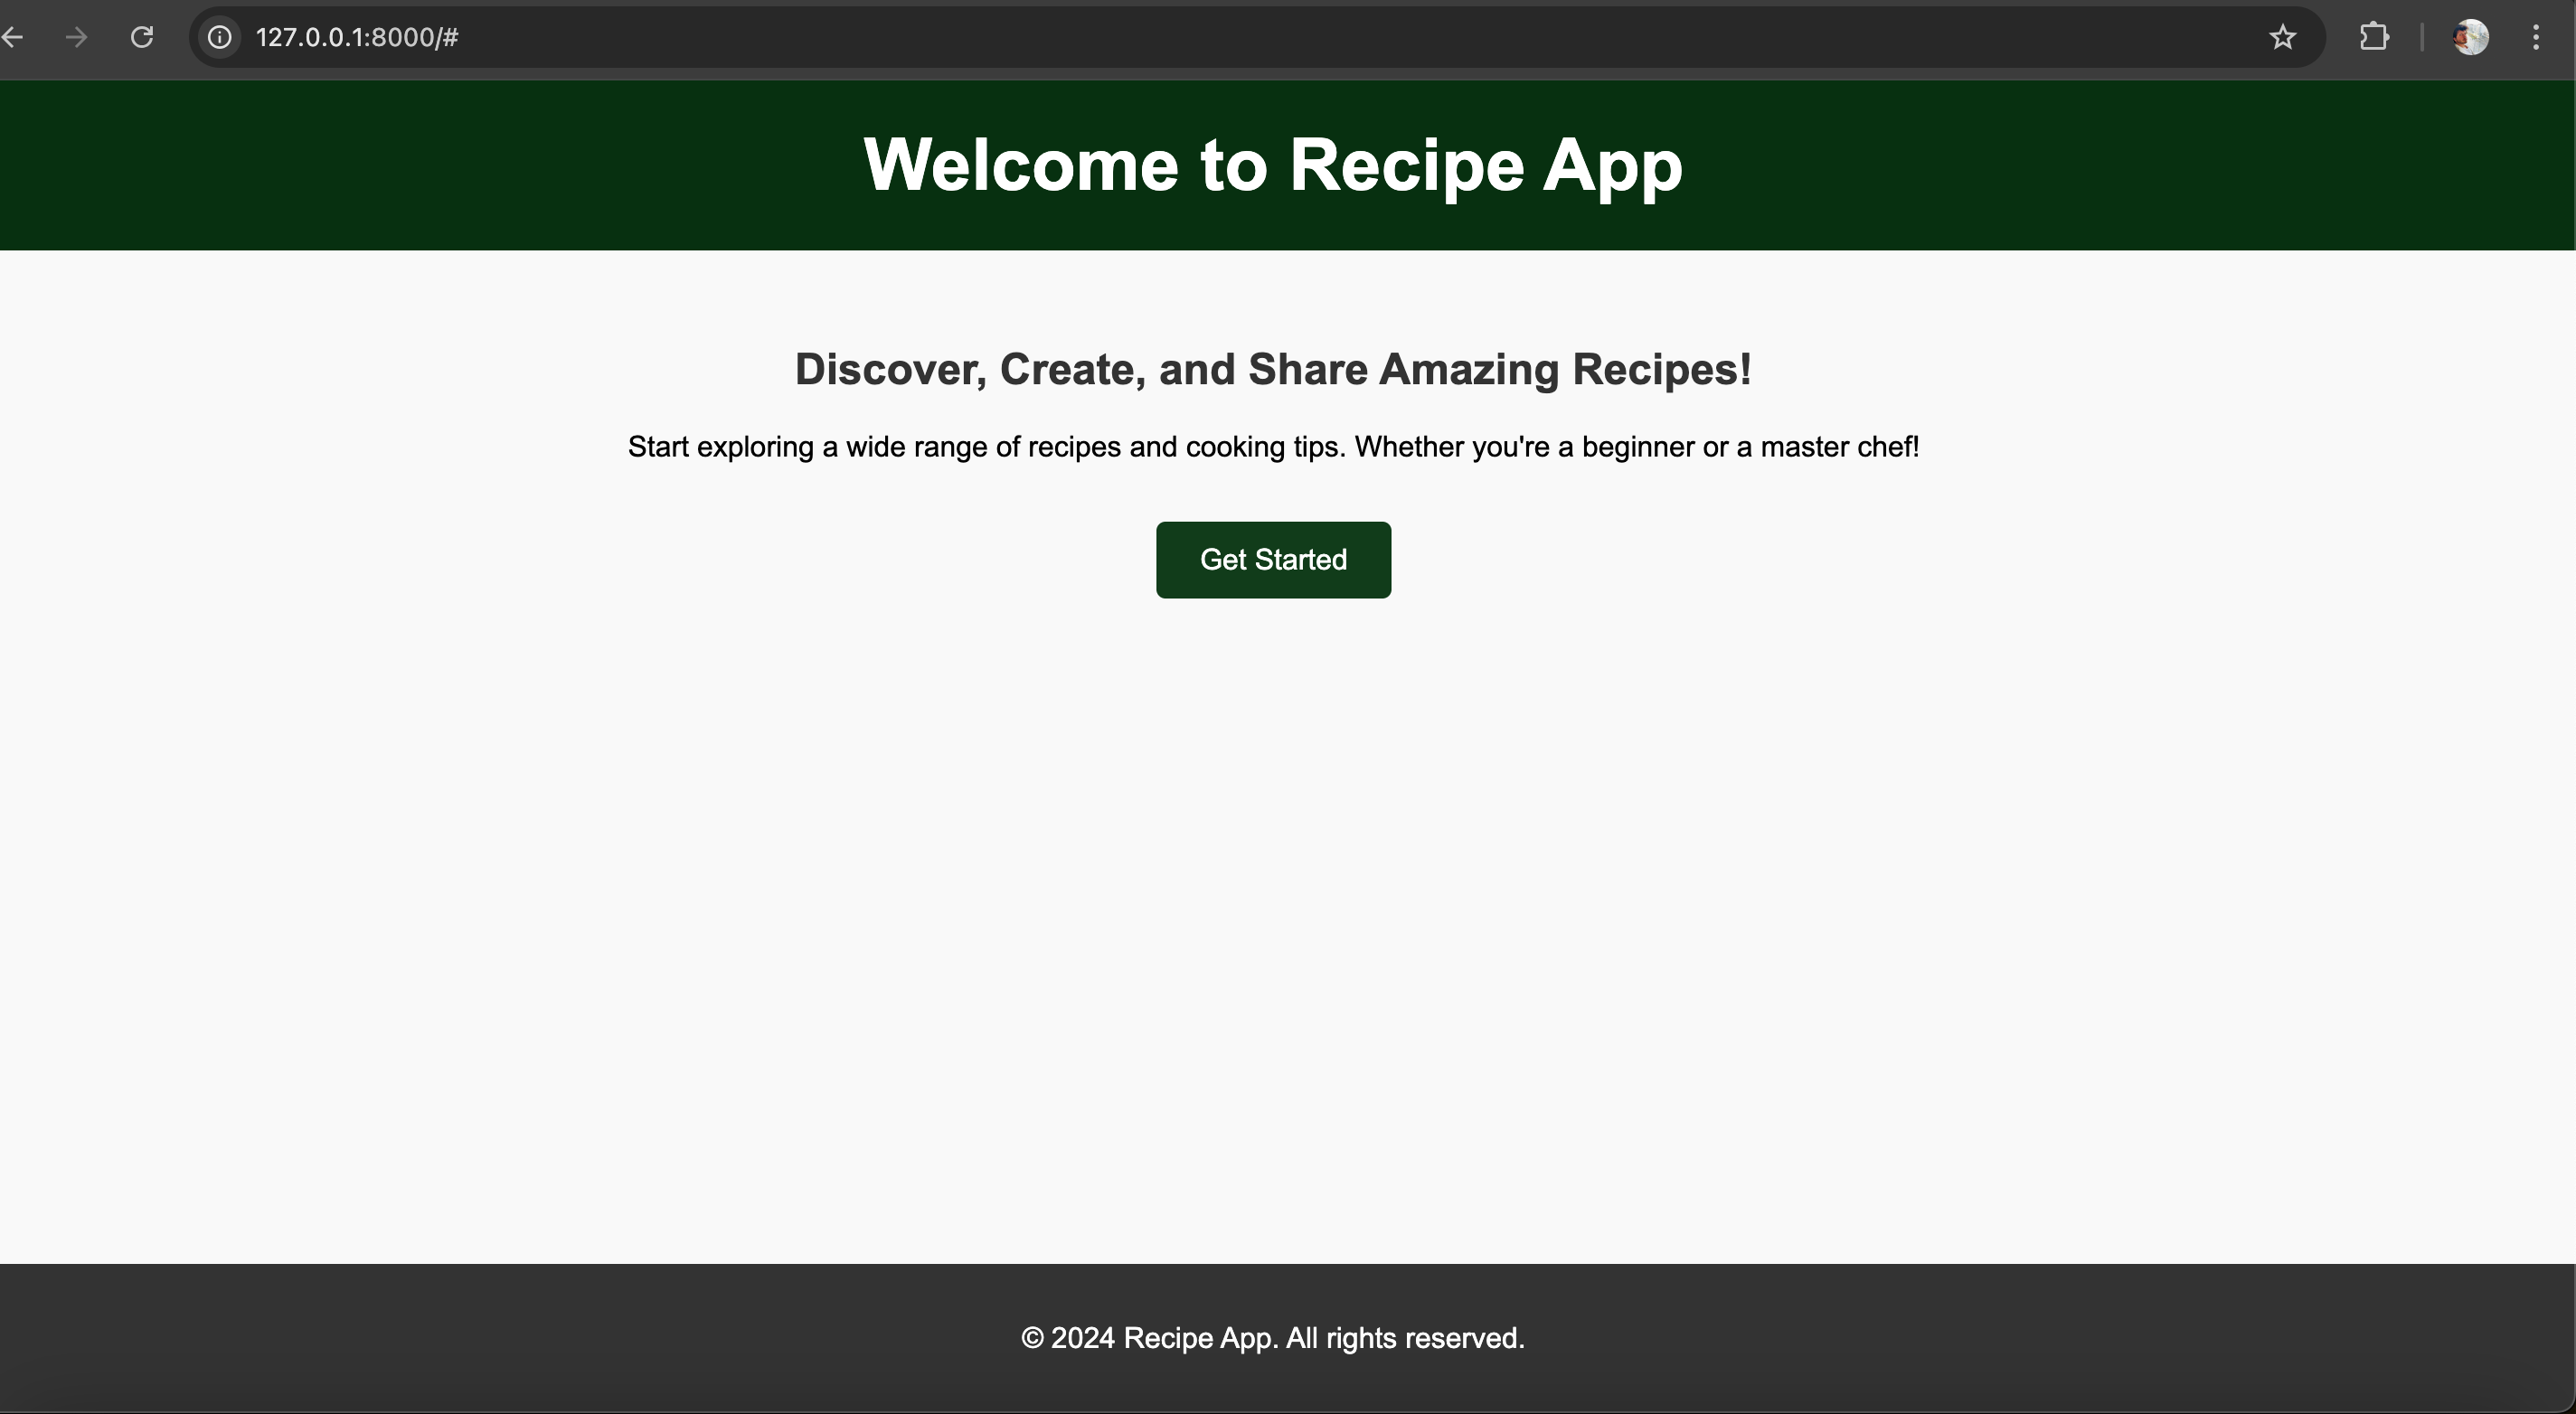 127.0.0.1:8000/#
Welcome to Recipe App
Discover, Create, and Share Amazing Recipes!
Start exploring a wide range of recipes and cooking tips. Whether you're a beginner or a master chef!
Get Started
© 2024 Recipe App. All rights reserved.